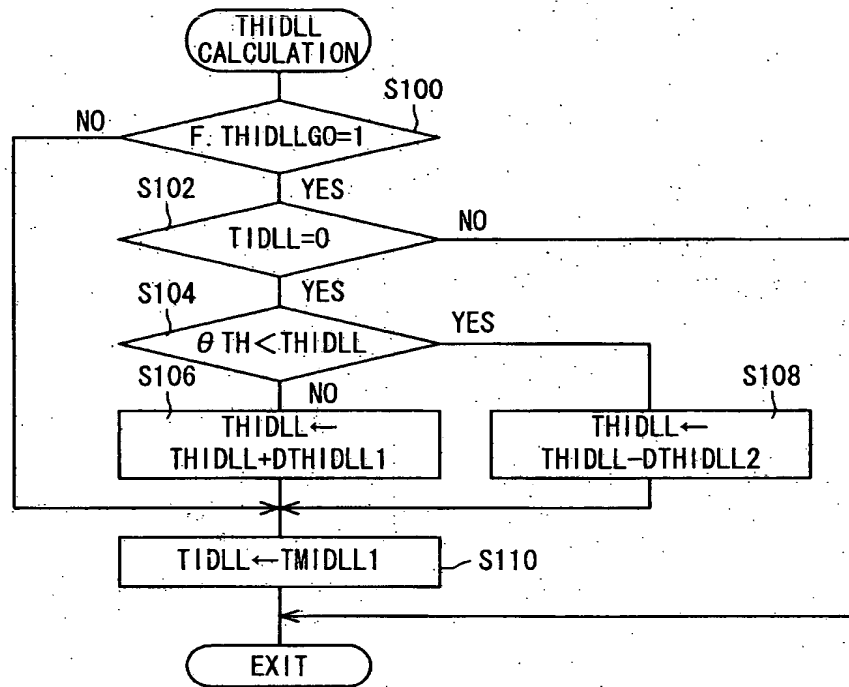 THIDLL
CALCULATION
S100
NO
F. THIDLLGO=1
YES
S102
NO
TIDLL=0
YES
S104
YES
θTH<THIDLL
S106
NO
S108
THIDLL←
THIDLL+DTHIDLL1
THIDLL←
THIDLL-DTHIDLL2
TIDLL←TMIDLL1
S110
EXIT